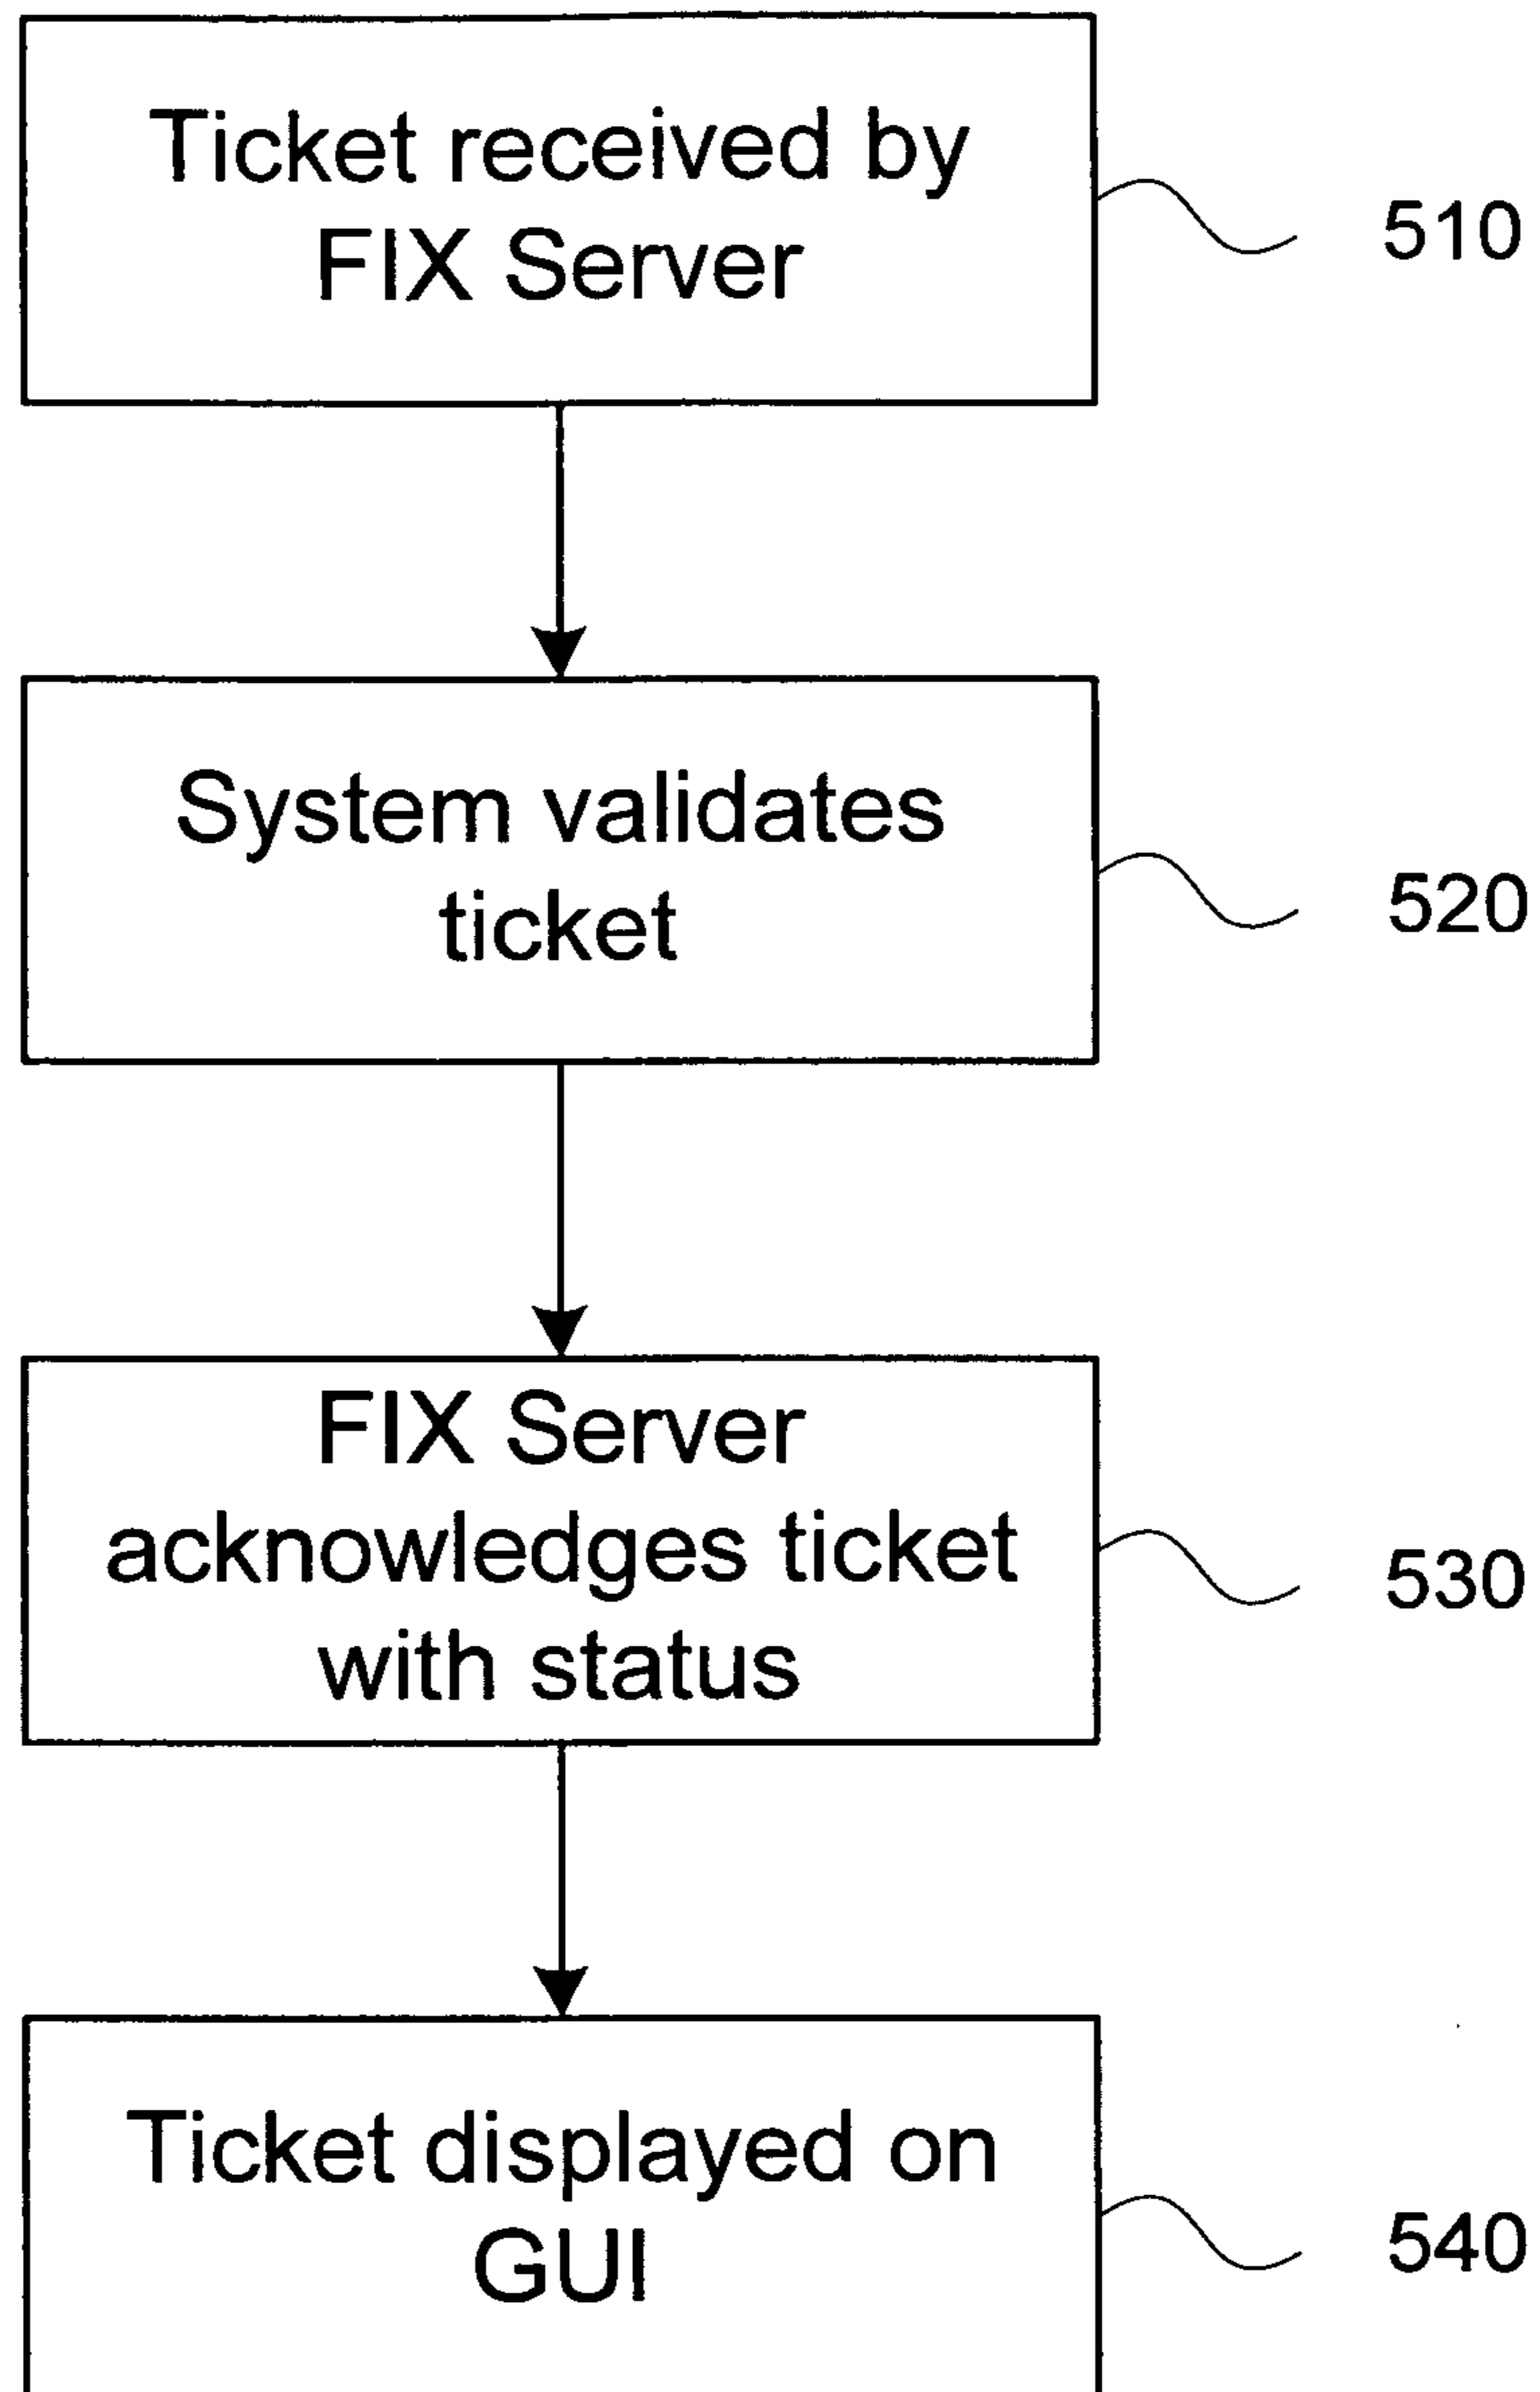 Ticket received by
FIX Server
510
System validates
ticket
520
FIX Server
acknowledges ticket
with status
530
Ticket displayed on
GUI
540